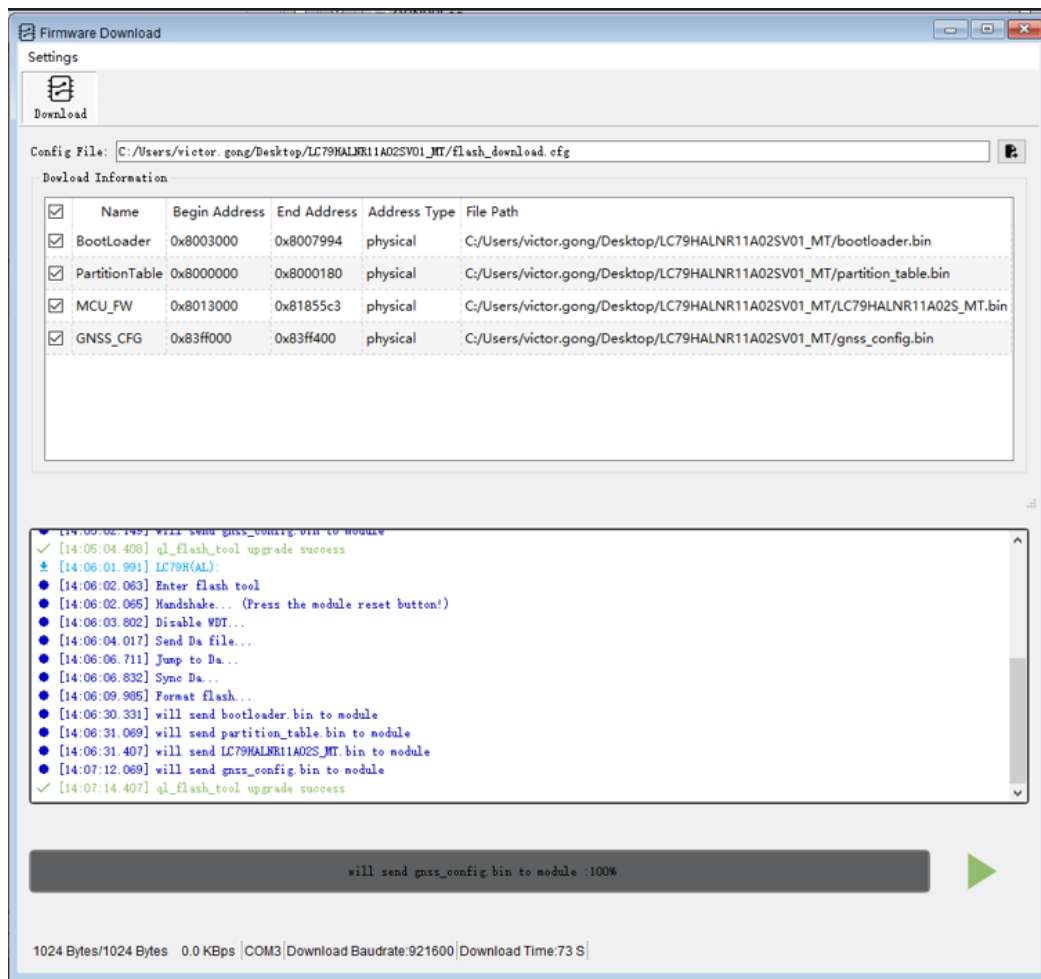 Firmware Download
Settings
Download
Config File: C:/Users/victor.gong/Desktop/LC79HALNR11A02SV01_MT/flash_download.cfg
Dowload Information
Name Begin Address End Address Address Type File Path
BootLoader 0x8003000 0x8007994 physical C:/Users/victor.gong/Desktop/LC79HALNR11A02SV01_MT/bootloader.bin
PartitionTable 0x8000000 0x8000180 physical C:/Users/victor.gong/Desktop/LC79HALNR11A02SV01_MT/partition_table.bin
MCU_FW 0x8013000 0x81855c3 physical C:/Users/victor.gong/Desktop/LC79HALNR11A02SV01_MT/LC79HALNR11A02S_MT.bin
GNSS_CFG 0x83ff000 0x83ff400 physical C:/Users/victor.gong/Desktop/LC79HALNR11A02SV01_MT/gnss_config.bin
[14:05:02.149] will send gnss_config.bin to module
[14:05:04.408] ql_flash_tool upgrade success
[14:06:01.991] LC79H(AL):
[14:06:02.063] Enter flash tool
[14:06:02.065] Handshake... (Press the module reset button!)
[14:06:03.802] Disable WDT...
[14:06:04.017] Send Da file...
[14:06:06.711] Jump to Da...
[14:06:06.832] Sync Da...
[14:06:09.985] Format flash...
[14:06:30.331] will send bootloader.bin to module
[14:06:31.069] will send partition_table.bin to module
[14:06:31.407] will send LC79HALNR11A02S_MT.bin to module
[14:07:12.069] will send gnss_config.bin to module
[14:07:14.407] ql_flash_tool upgrade success
will send gnss_config.bin to module :100%
1024 Bytes/1024 Bytes 0.0 KBps COM3 Download Baudrate:921600 Download Time:73 S